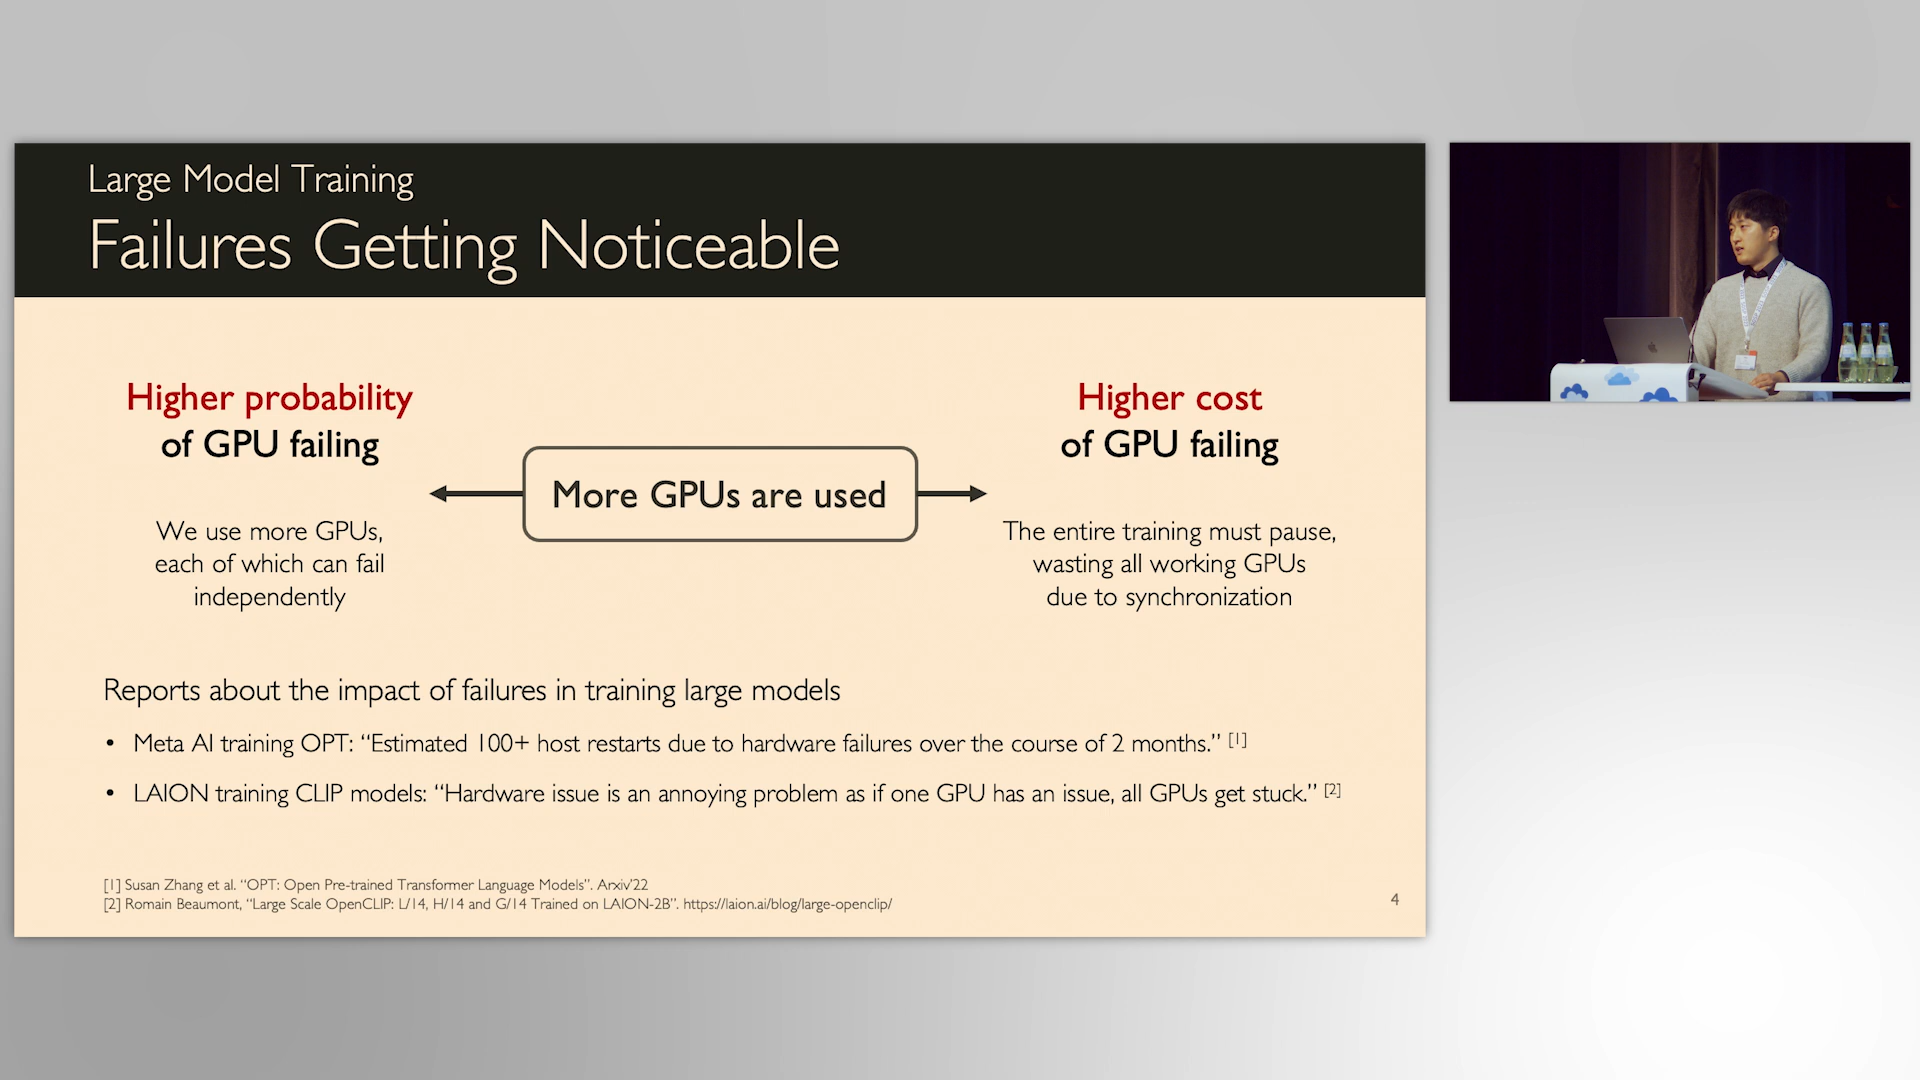 Large Model Training
Failures Getting Noticeable
Higher probability
of GPU failing
We use more GPUs,
each of which can fail
independently
More GPUs are used
Higher cost
of GPU failing
The entire training must pause,
wasting all working GPUs
due to synchronization
Reports about the impact of failures in training large models
• Meta AI training OPT: “Estimated 100+ host restarts due to hardware failures over the course of 2 months.” [1]
• LAION training CLIP models: “Hardware issue is an annoying problem as if one GPU has an issue, all GPUs get stuck.” [2]
[1] Susan Zhang et al. “OPT: Open Pre-trained Transformer Language Models”. Arxiv’22
[2] Romain Beaumont, “Large Scale OpenCLIP: L/14, H/14 and G/14 Trained on LAION-2B”. https://laion.ai/blog/large-openclip/
4